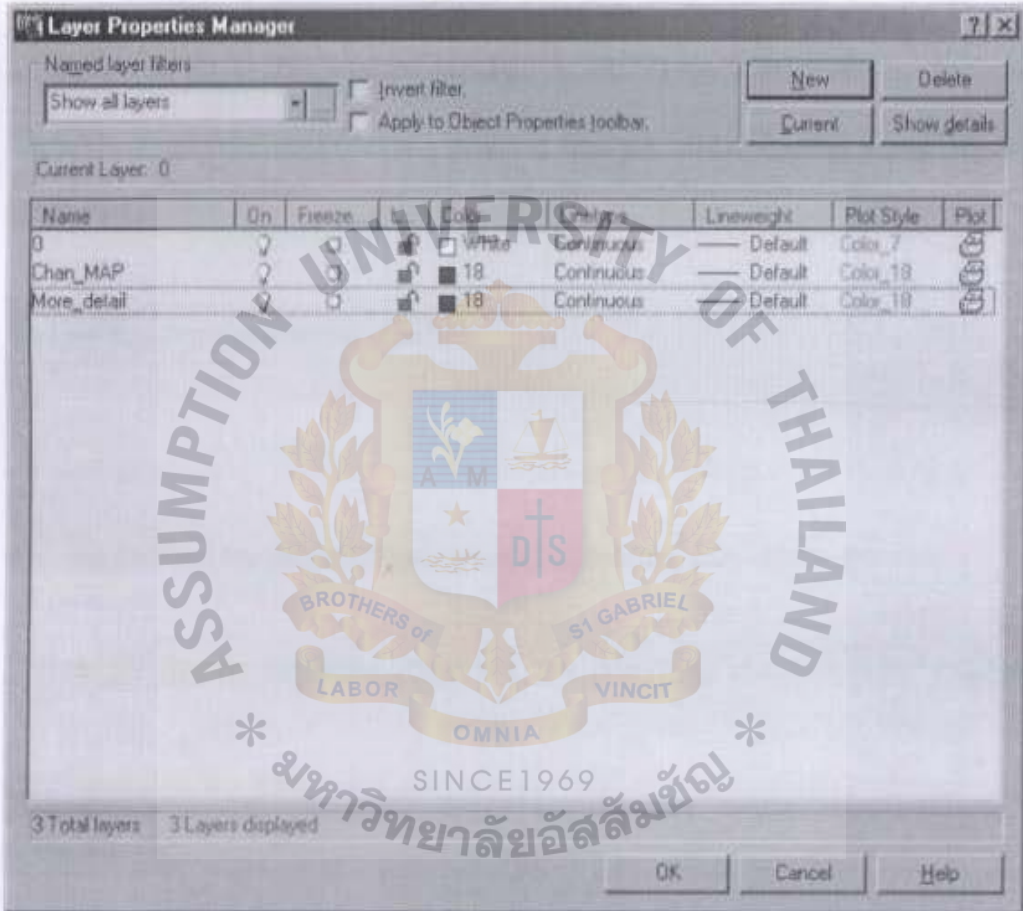 Layer Properties Manager
Named layer filters
Show all layers
Invert filter
Apply to Object Properties toolbar
New
Delete
Current
Show details
Current Layer: 0
Name On Freeze L Color Linetype Lineweight Plot Style Plot
0 White Continuous Default Color_7
Chan_MAP 18 Continuous Default Color_18
More_detail 18 Continuous Default Color_18
3 Total layers 3 Layers displayed
OK Cancel Help
ASSUMPTION UNIVERSITY OF THAILAND
A M
D S
BROTHERS OF ST GABRIEL
LABOR OMNIA VINCIT
SINCE1969
* มหาวิทยาลัยอัสสัมชัญ *